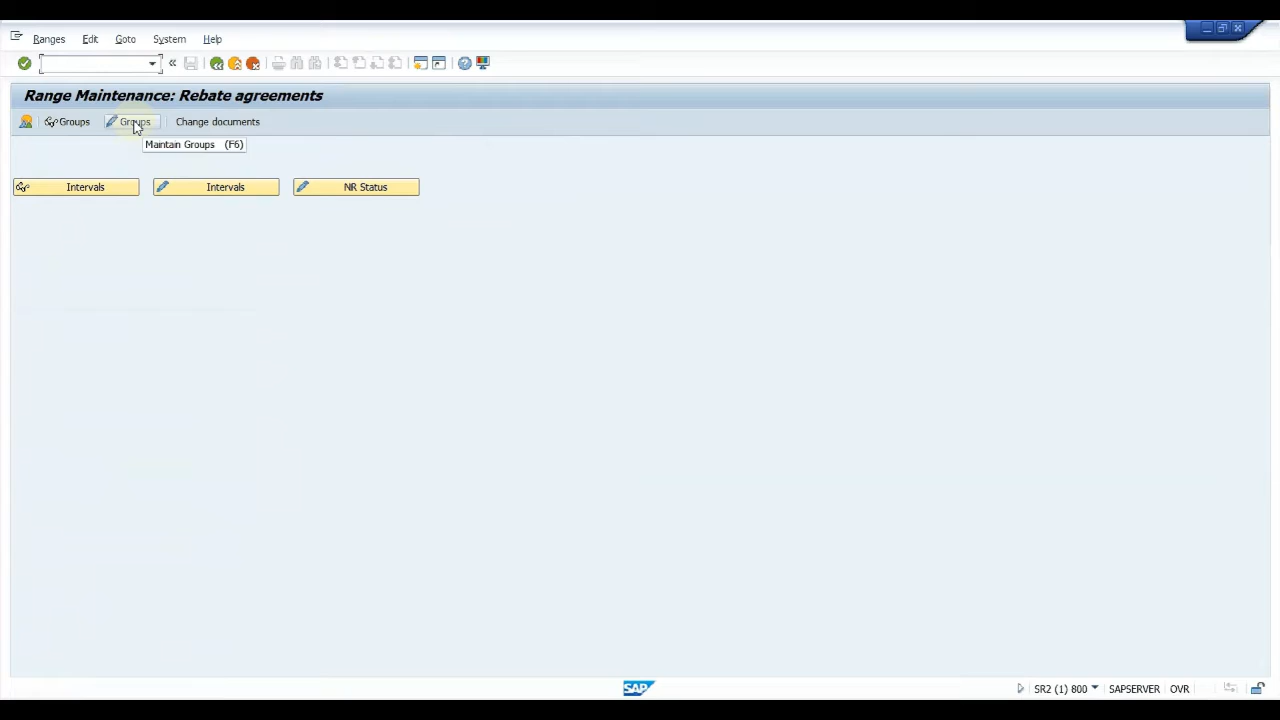 Ranges Edit Goto System Help
Range Maintenance: Rebate agreements
Groups Groups Change documents
Maintain Groups (F6)
Intervals Intervals NR Status
SAP SR2 (1) 800 SAPSERVER OVR